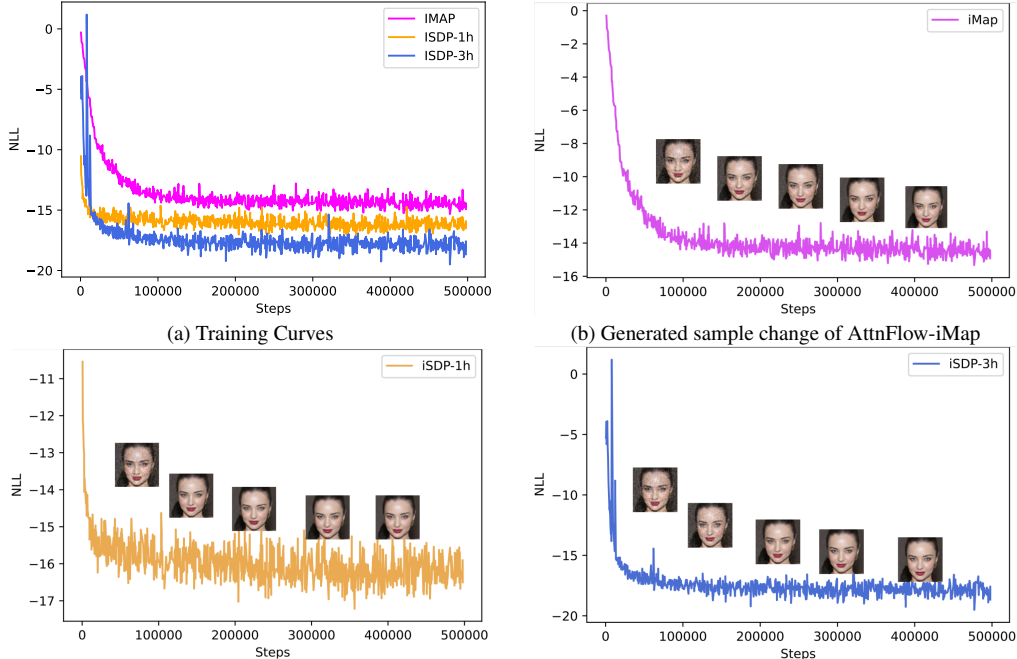 IMAP
ISDP-1h
ISDP-3h
0
−5
−10
−15
−20
NLL
0 100000 200000 300000 400000 500000
Steps
(a) Training Curves
iMap
0
−2
−4
−6
−8
−10
−12
−14
−16
NLL
0 100000 200000 300000 400000 500000
Steps
(b) Generated sample change of AttnFlow-iMap
iSDP-1h
−11
−12
−13
−14
−15
−16
−17
NLL
0 100000 200000 300000 400000 500000
Steps
iSDP-3h
0
−5
−10
−15
−20
NLL
0 100000 200000 300000 400000 500000
Steps